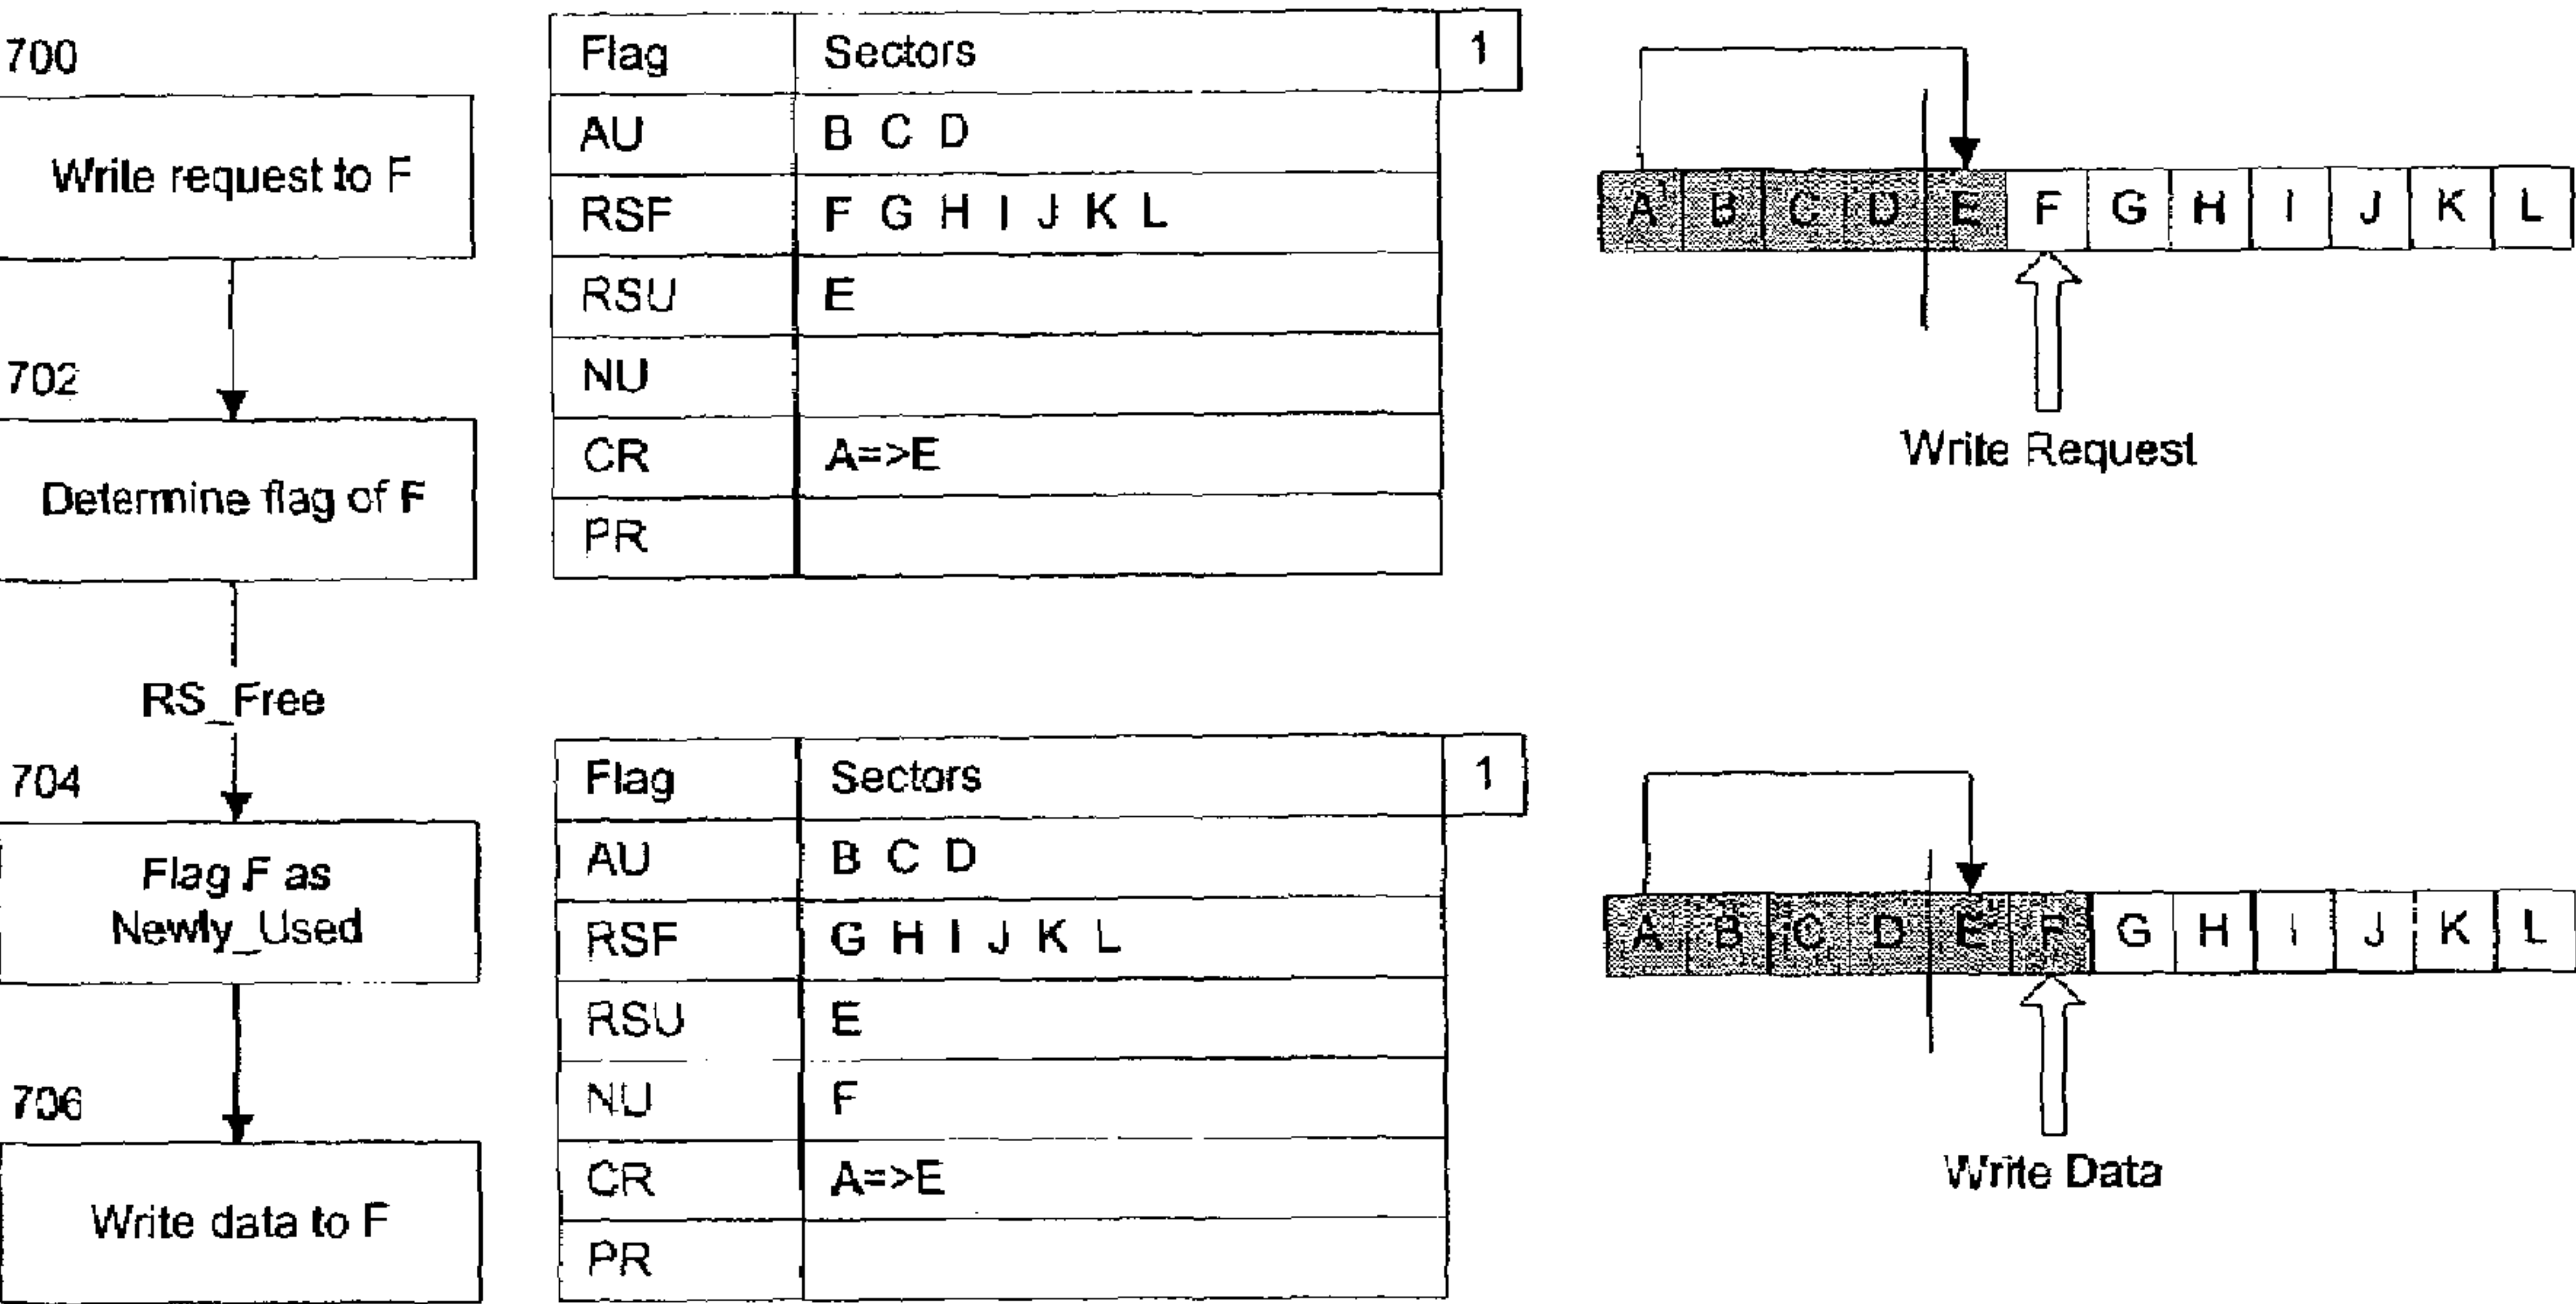 700
Write request to F
702
Determine flag of F
RS_Free
704
Flag F as
Newly_Used
706
Write data to F
Flag Sectors 1
AU B C D
RSF F G H I J K L
RSU E
NU
CR A=>E
PR
A B C D E F G H I J K L
Write Request
Flag Sectors 1
AU B C D
RSF G H I J K L
RSU E
NU F
CR A=>E
PR
A B C D E F G H I J K L
Write Data